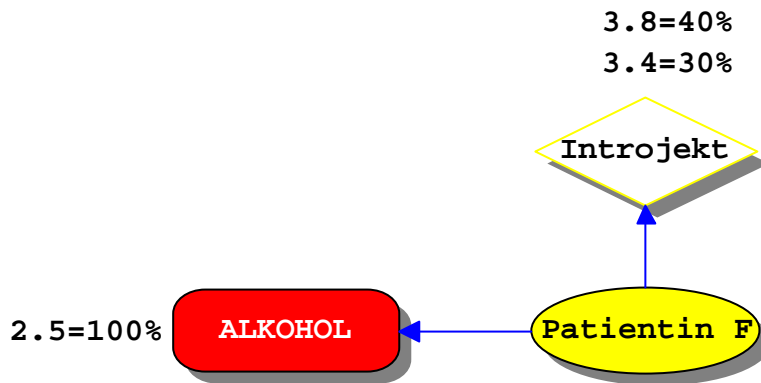 3.8=40%
3.4=30%
Introjekt
2.5=100%
ALKOHOL
Patientin F